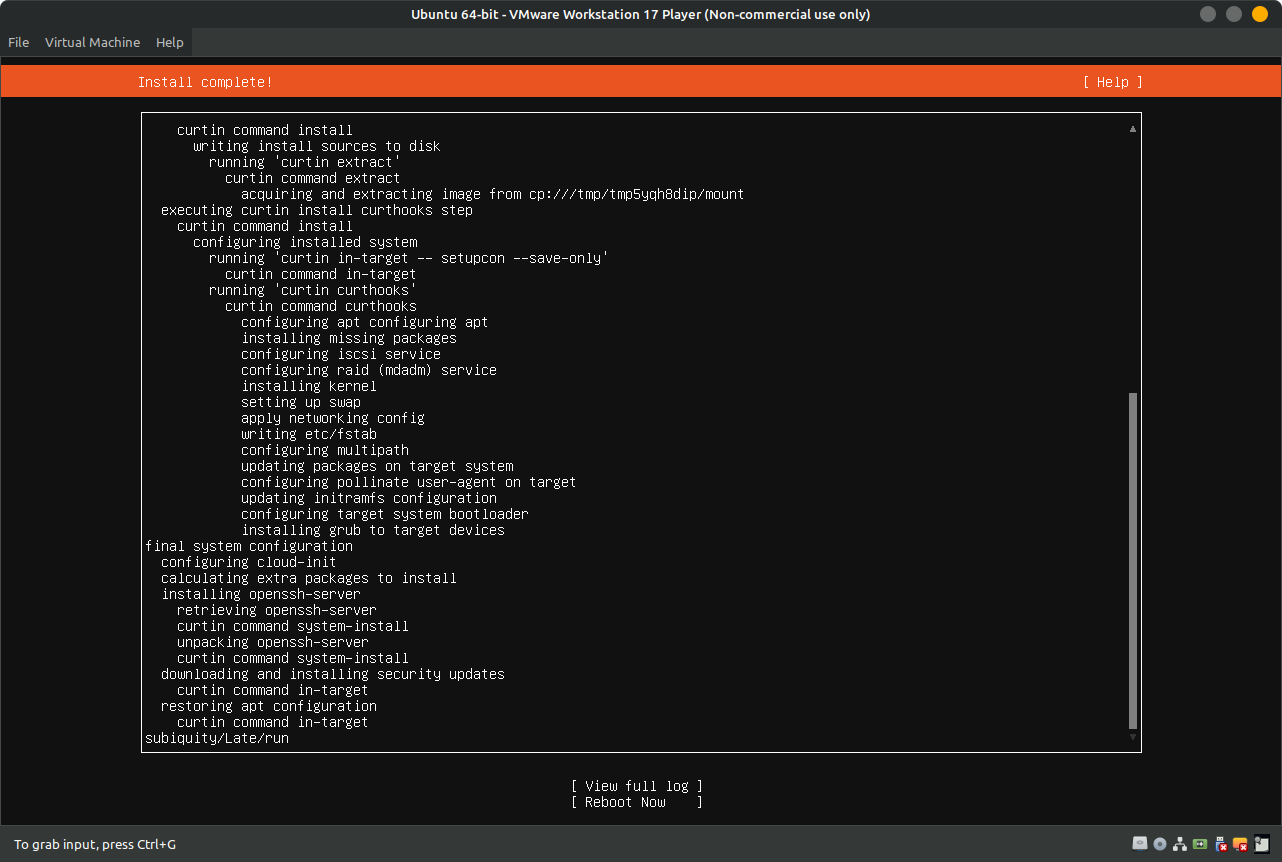 Ubuntu 64-bit - VMware Workstation 17 Player (Non-commercial use only)
File Virtual Machine Help
Install complete! [ Help ]
curtin command install
writing install sources to disk
running 'curtin extract'
curtin command extract
acquiring and extracting image from cp:///tmp/tmp5yqh8dip/mount
executing curtin install curthooks step
curtin command install
configuring installed system
running 'curtin in-target -- setupcon --save-only'
curtin command in-target
running 'curtin curthooks'
curtin command curthooks
configuring apt configuring apt
installing missing packages
configuring iscsi service
configuring raid (mdadm) service
installing kernel
setting up swap
apply networking config
writing etc/fstab
configuring multipath
updating packages on target system
configuring pollinate user-agent on target
updating initramfs configuration
configuring target system bootloader
installing grub to target devices
final system configuration
configuring cloud-init
calculating extra packages to install
installing openssh-server
retrieving openssh-server
curtin command system-install
unpacking openssh-server
curtin command system-install
downloading and installing security updates
curtin command in-target
restoring apt configuration
curtin command in-target
subiquity/Late/run
[ View full log ]
[ Reboot Now ]
To grab input, press Ctrl+G